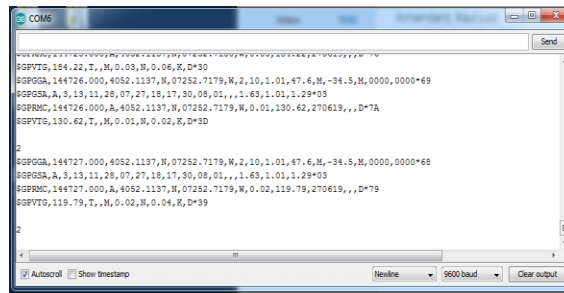 COM6
Send
$GPVTG,184.22,T,,M,0.03,N,0.06,K,D*30
$GPGGA,144726.000,4052.1137,N,07252.7179,W,2,10,1.01,47.6,M,-34.5,M,0000,0000*69
$GPGSA,A,3,13,11,28,07,27,18,17,30,08,01,,,1.63,1.01,1.29*03
$GPRMC,144726.000,A,4052.1137,N,07252.7179,W,0.01,130.62,270619,,,D*7A
$GPVTG,130.62,T,,M,0.01,N,0.02,K,D*3D
2
$GPGGA,144727.000,4052.1137,N,07252.7179,W,2,10,1.01,47.6,M,-34.5,M,0000,0000*68
$GPGSA,A,3,13,11,28,07,27,18,17,30,08,01,,,1.63,1.01,1.29*03
$GPRMC,144727.000,A,4052.1137,N,07252.7179,W,0.02,119.79,270619,,,D*79
$GPVTG,119.79,T,,M,0.02,N,0.04,K,D*39
2
Autoscroll Show timestamp Newline 9600 baud Clear output